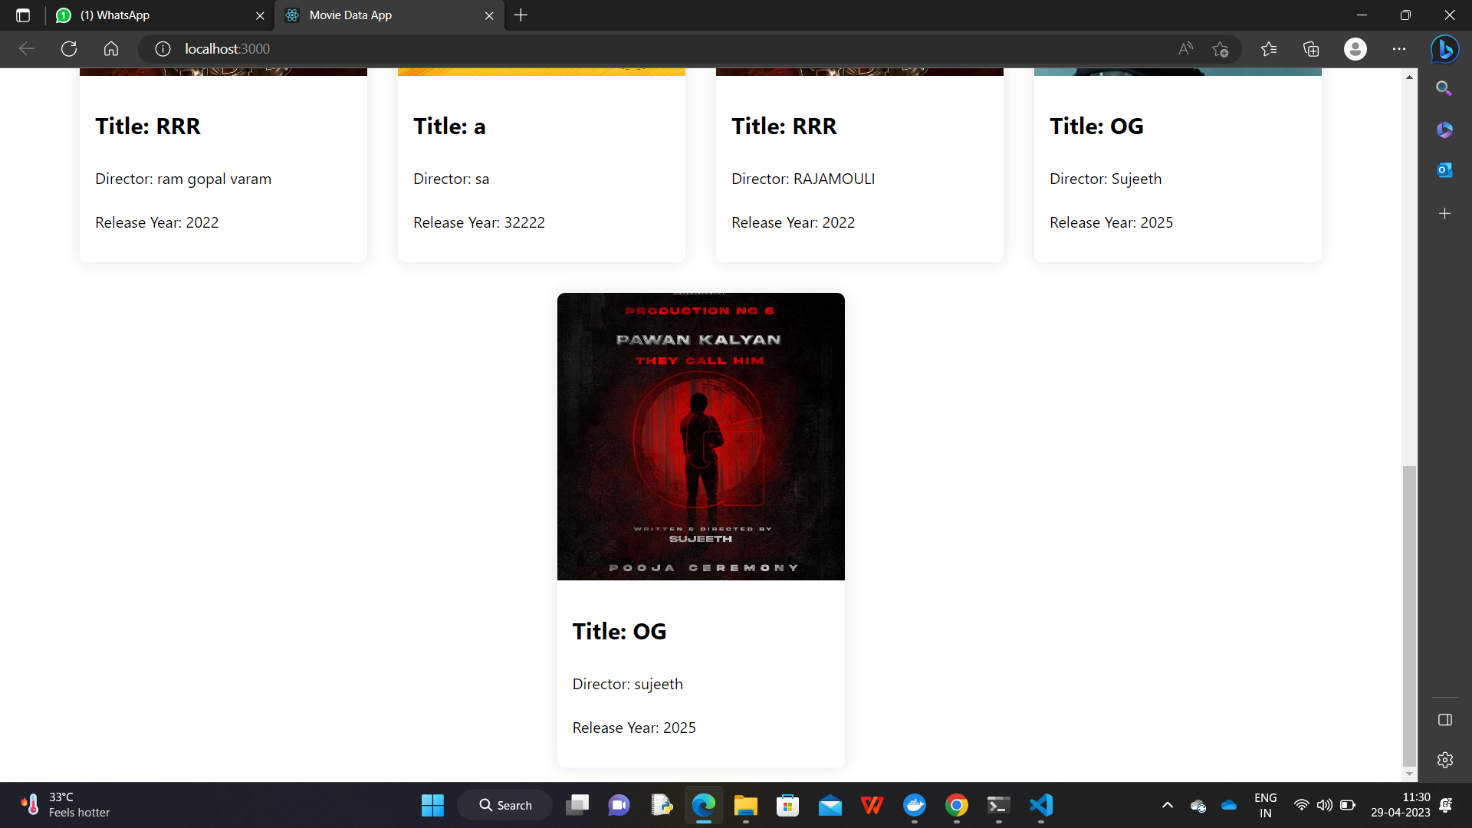 (1) WhatsApp
Movie Data App
localhost:3000
Title: RRR
Director: ram gopal varam
Release Year: 2022
Title: a
Director: sa
Release Year: 32222
Title: RRR
Director: RAJAMOULI
Release Year: 2022
Title: OG
Director: Sujeeth
Release Year: 2025
PRODUCTION NO 6
PAWAN KALYAN
THEY CALL HIM
WRITTEN & DIRECTED BY
SUJEETH
POOJA CEREMONY
Title: OG
Director: sujeeth
Release Year: 2025
33°C
Feels hotter
Search
ENG
IN
11:30
29-04-2023